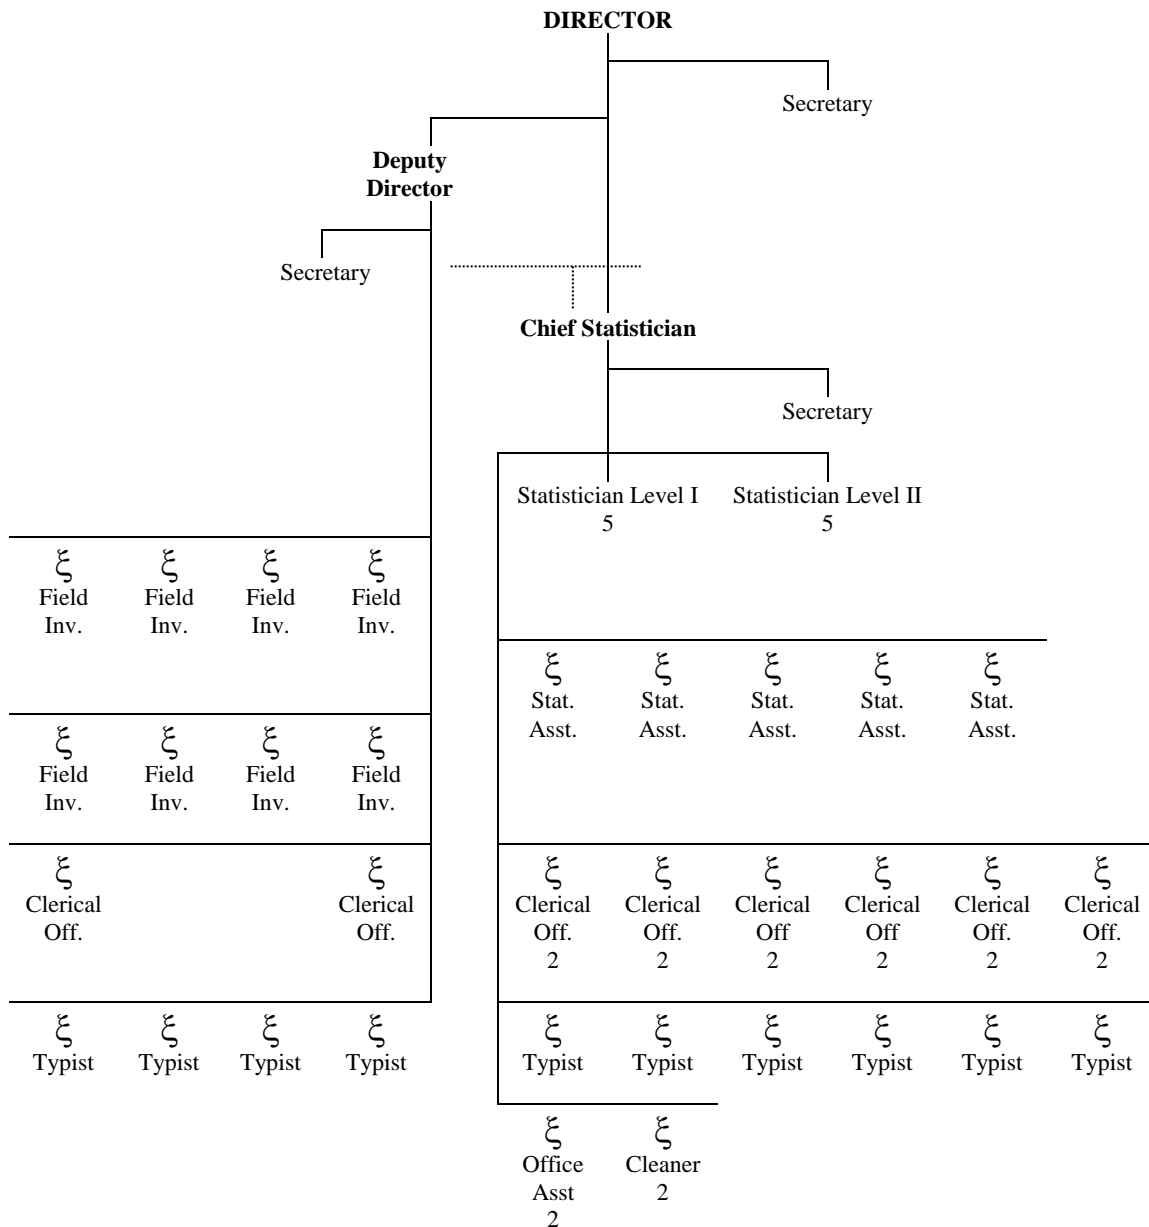 DIRECTOR
Secretary
Deputy
Director
Secretary
Chief Statistician
Secretary
Statistician Level I Statistician Level II
5 5
ξ ξ ξ ξ
Field Field Field Field
Inv. Inv. Inv. Inv.
ξ ξ ξ ξ ξ
Stat. Stat. Stat. Stat. Stat.
Asst. Asst. Asst. Asst. Asst.
ξ ξ ξ ξ
Field Field Field Field
Inv. Inv. Inv. Inv.
ξ ξ ξ ξ ξ ξ ξ ξ
Clerical Clerical Clerical Clerical Clerical Clerical Clerical Clerical
Off. Off. Off. Off. Off Off Off. Off.
2 2 2 2 2 2
ξ ξ ξ ξ ξ ξ ξ ξ ξ ξ
Typist Typist Typist Typist Typist Typist Typist Typist Typist Typist
ξ ξ
Office Cleaner
Asst 2
2